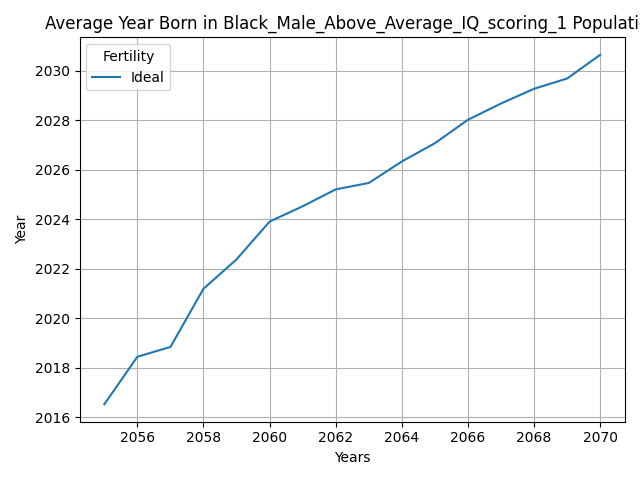 Average Year Born in Black_Male_Above_Average_IQ_scoring_1 Populati
Fertility
Ideal
2030
2028
2026
2024
2022
2020
2018
2016
Year
2056 2058 2060 2062 2064 2066 2068 2070
Years